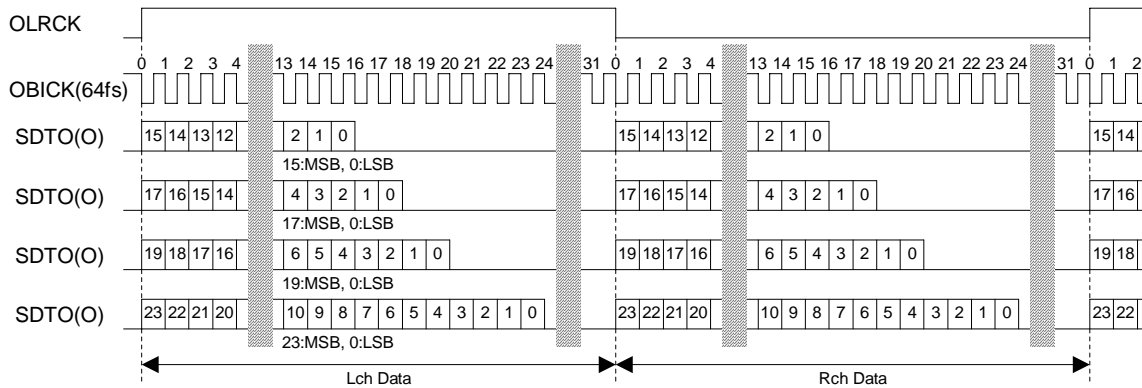 OLRCK
0 1 2 3 4 13 14 15 16 17 18 19 20 21 22 23 24 31 0 1 2 3 4 13 14 15 16 17 18 19 20 21 22 23 24 31 0 1 2
OBICK(64fs)
SDTO(O) 15 14 13 12 2 1 0 15 14 13 12 2 1 0 15 14
15:MSB, 0:LSB
SDTO(O) 17 16 15 14 4 3 2 1 0 17 16 15 14 4 3 2 1 0 17 16
17:MSB, 0:LSB
SDTO(O) 19 18 17 16 6 5 4 3 2 1 0 19 18 17 16 6 5 4 3 2 1 0 19 18
19:MSB, 0:LSB
SDTO(O) 23 22 21 20 10 9 8 7 6 5 4 3 2 1 0 23 22 21 20 10 9 8 7 6 5 4 3 2 1 0 23 22
23:MSB, 0:LSB
Lch Data Rch Data